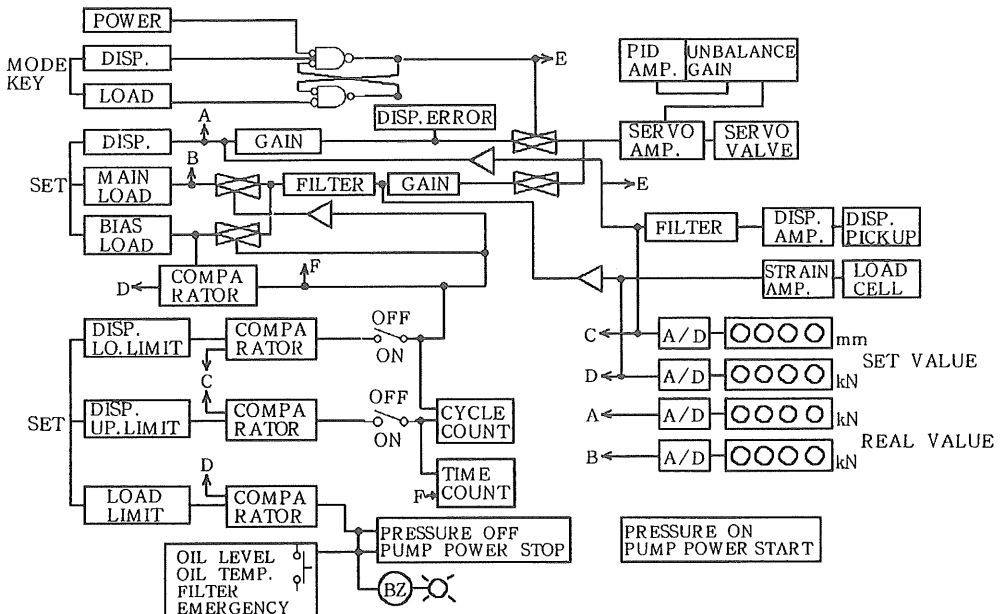 POWER
MODE
KEY
DISP.
LOAD
E
PID
AMP.
UNBALANCE
GAIN
A
DISP.ERROR
SET
DISP.
GAIN
SERVO
AMP.
SERVO
VALVE
B
MAIN
LOAD
FILTER
GAIN
E
BIAS
LOAD
FILTER
DISP.
AMP.
DISP.
PICKUP
D
COMPA
RATOR
F
STRAIN
AMP.
LOAD
CELL
DISP.
LO.LIMIT
COMPA
RATOR
OFF
ON
C
A/D
mm
SET VALUE
C
D
A/D
kN
SET
DISP.
UP.LIMIT
COMPA
RATOR
OFF
ON
CYCLE
COUNT
A
A/D
kN
REAL VALUE
B
A/D
kN
D
TIME
COUNT
F
LOAD
LIMIT
COMPA
RATOR
PRESSURE OFF
PUMP POWER STOP
PRESSURE ON
PUMP POWER START
OIL LEVEL
OIL TEMP.
FILTER
EMERGENCY
BZ